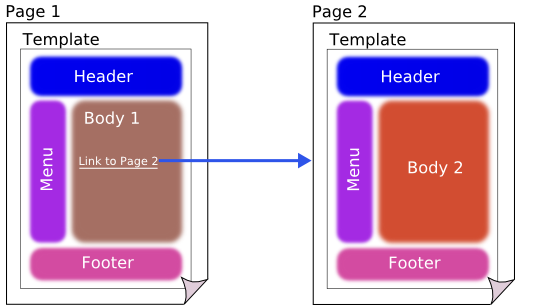 Page 1
Template
Header
Menu
Body 1
Link to Page 2
Footer
Page 2
Template
Header
Menu
Body 2
Footer